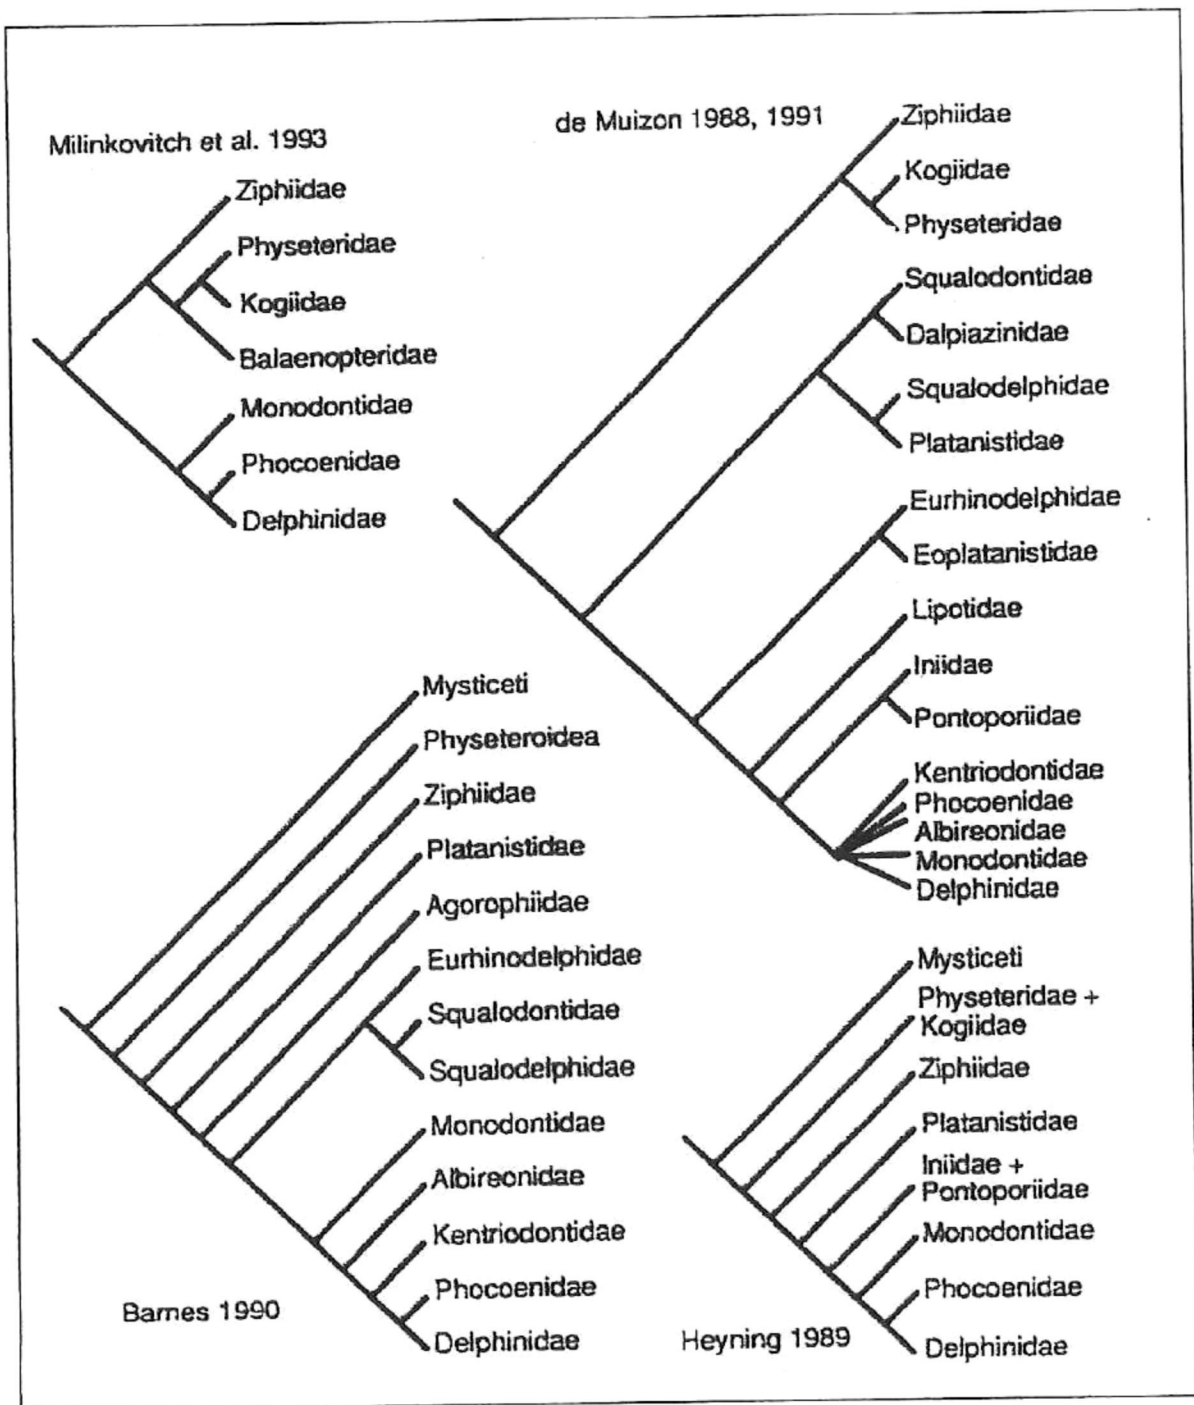 Milinkovitch et al. 1993
Ziphiidae
Physeteridae
Kogiidae
Balaenopteridae
Monodontidae
Phocoenidae
Delphinidae
de Muizon 1988, 1991
Ziphiidae
Kogiidae
Physeteridae
Squalodontidae
Dalpiazinidae
Squalodelphidae
Platanistidae
Eurhinodelphidae
Eoplatanistidae
Lipotidae
Iniidae
Pontoporiidae
Kentriodontidae
Phocoenidae
Albireonidae
Monodontidae
Delphinidae
Mysticeti
Physeteroidea
Ziphiidae
Platanistidae
Agorophiidae
Eurhinodelphidae
Squalodontidae
Squalodelphidae
Monodontidae
Albireonidae
Kentriodontidae
Phocoenidae
Delphinidae
Barnes 1990
Mysticeti
Physeteridae +
Kogiidae
Ziphiidae
Platanistidae
Iniidae +
Pontoporiidae
Monodontidae
Phocoenidae
Delphinidae
Heyning 1989